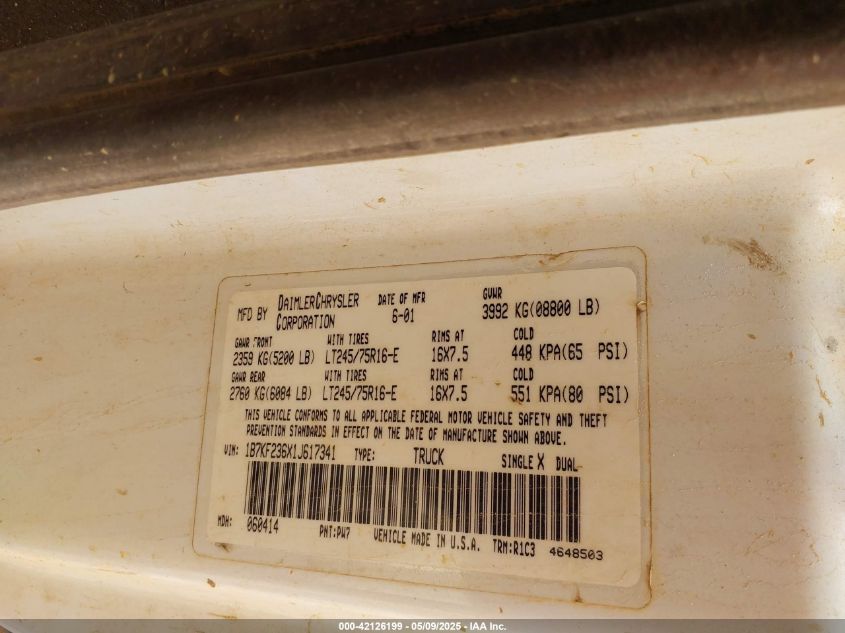 MFD BY DAIMLERCHRYSLER CORPORATION DATE OF MFR 6-01 GVWR 3992 KG(08800 LB)
GAWR FRONT WITH TIRES RIMS AT COLD
2359 KG(5200 LB) LT245/75R16-E 16X7.5 448 KPA(65 PSI)
GAWR REAR WITH TIRES RIMS AT COLD
2760 KG(6084 LB) LT245/75R16-E 16X7.5 551 KPA(80 PSI)
THIS VEHICLE CONFORMS TO ALL APPLICABLE FEDERAL MOTOR VEHICLE SAFETY AND THEFT
PREVENTION STANDARDS IN EFFECT ON THE DATE OF MANUFACTURE SHOWN ABOVE.
VIN: 1B7KF236X1J617341 TYPE: TRUCK SINGLE X DUAL
MDH: 060414 PNT:PW7 VEHICLE MADE IN U.S.A. TRM:R1C3 4648503
000-42126199 - 05/09/2025 - IAA Inc.